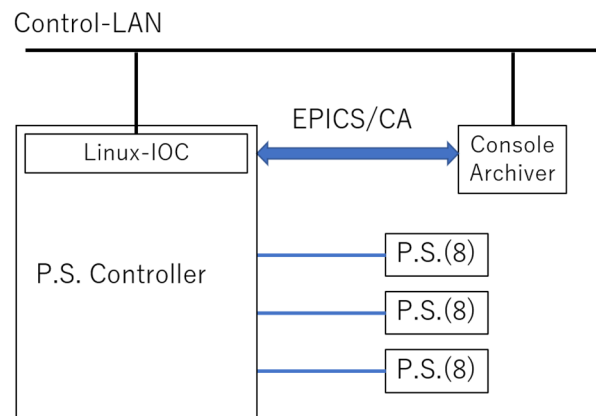 Control-LAN
EPICS/CA
Linux-IOC
Console
Archiver
P.S. Controller
P.S.(8)
P.S.(8)
P.S.(8)